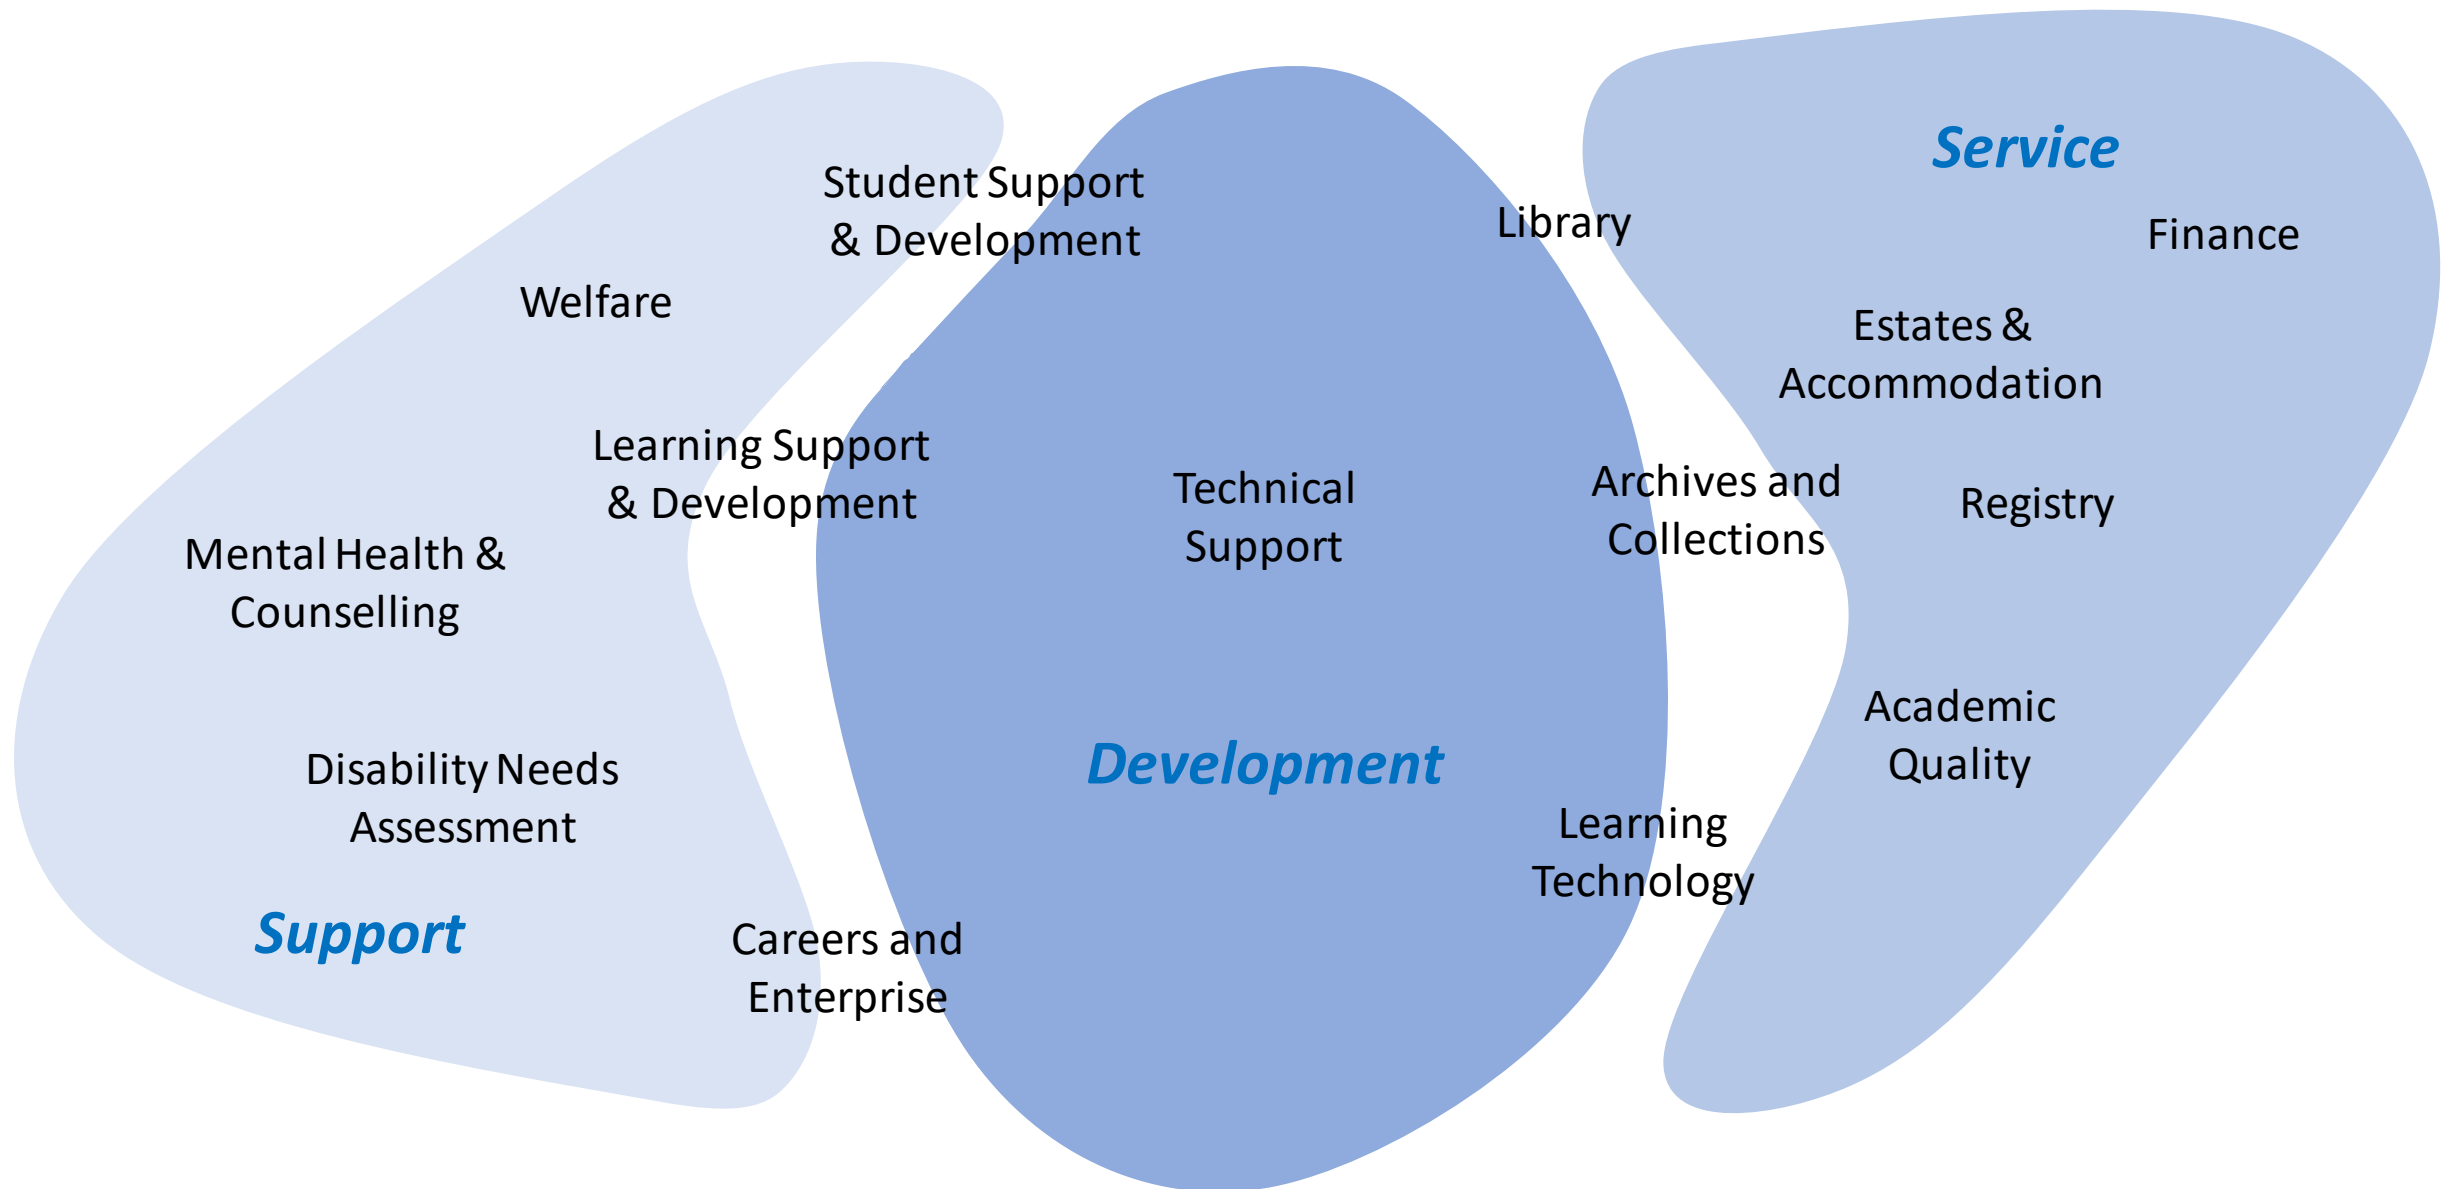 Student Support
& Development
Welfare
Learning Support
& Development
Mental Health &
Counselling
Disability Needs
Assessment
Support
Careers and
Enterprise
Technical
Support
Development
Library
Archives and
Collections
Learning
Technology
Service
Finance
Estates &
Accommodation
Registry
Academic
Quality